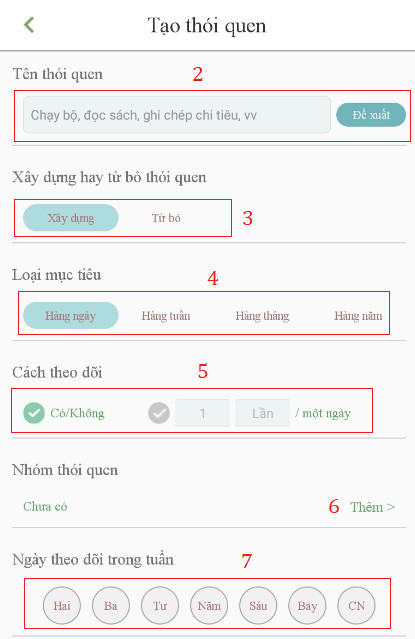 Tạo thói quen
Tên thói quen 2
Chạy bộ, đọc sách, ghi chép chi tiêu, vv Đề xuất
Xây dựng hay từ bỏ thói quen
Xây dựng Từ bỏ 3
Loại mục tiêu 4
Hàng ngày Hàng tuần Hàng tháng Hàng năm
Cách theo dõi 5
Có/Không 1 Lần / một ngày
Nhóm thói quen
Chưa có 6 Thêm >
Ngày theo dõi trong tuần 7
Hai Ba Tư Năm Sáu Bảy CN